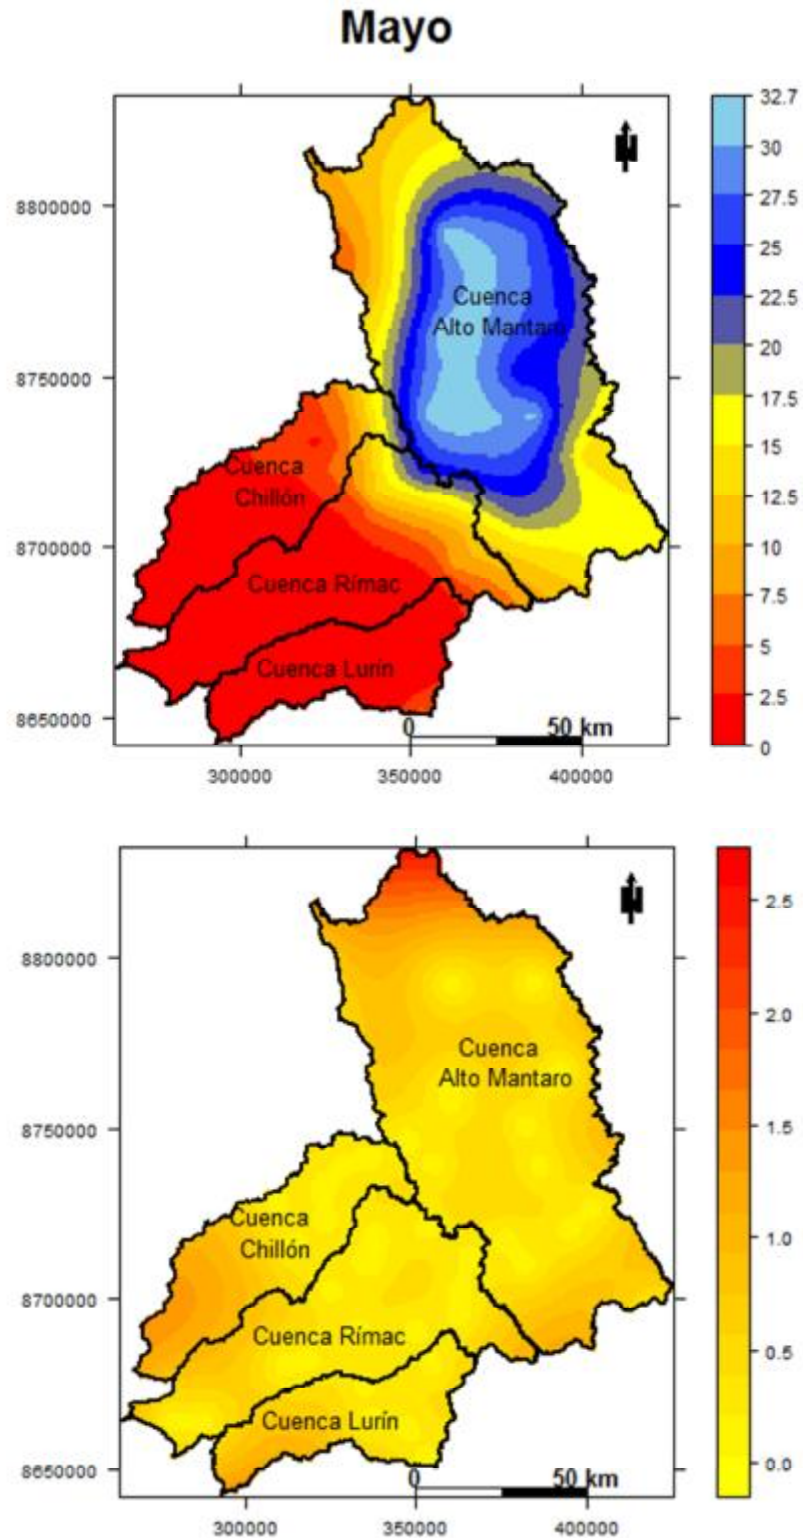 Mayo
32.7
30
8800000
27.5
25
Cuenca
Alto Mantaro
22.5
20
8750000
17.5
15
Cuenca
Chillón
12.5
8700000
10
Cuenca Rímac
7.5
5
Cuenca Lurín
2.5
8650000
0
50 km
0
300000
350000
400000
2.5
8800000
2.0
Cuenca
Alto Mantaro
8750000
1.5
Cuenca
Chillón
1.0
8700000
Cuenca Rímac
0.5
Cuenca Lurín
0.0
8650000
0
50 km
300000
350000
400000